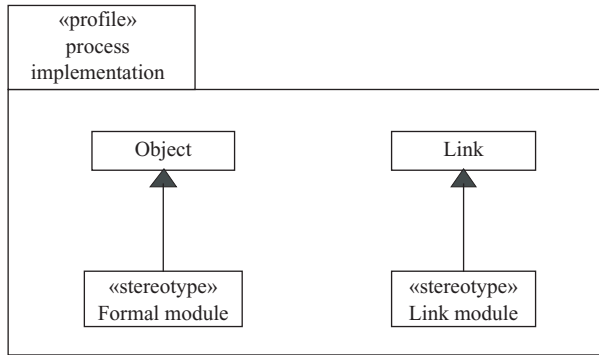 «profile»
process
implementation
Object
Link
«stereotype»
Formal module
«stereotype»
Link module